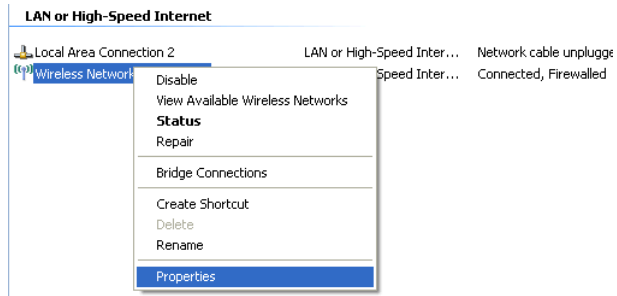 LAN or High-Speed Internet
Local Area Connection 2 LAN or High-Speed Inter... Network cable unplugge
Wireless Network Speed Inter... Connected, Firewalled
Disable
View Available Wireless Networks
Status
Repair
Bridge Connections
Create Shortcut
Delete
Rename
Properties